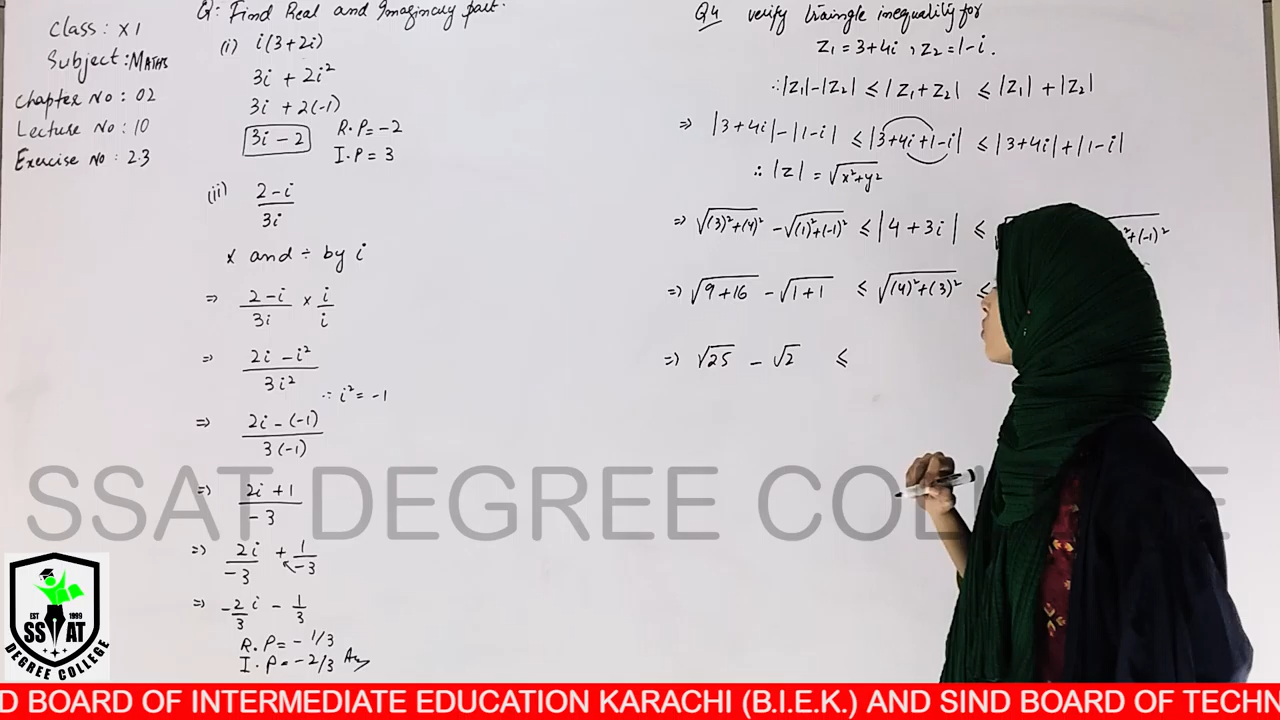 Class: XI
Subject: MATHS
Chapter No: 02
Lecture No: 10
Exercise No: 2.3
Q: Find Real and Imaginary part.
(i) i(3+2i)
3i + 2i²
3i + 2(-1)
3i - 2
R.P = -2
I.P = 3
(ii) 2-i / 3i
x and ÷ by i
=> 2-i / 3i x i / i
=> 2i - i² / 3i²
∵ i² = -1
=> 2i - (-1) / 3(-1)
=> 2i + 1 / -3
=> 2i / -3 + 1 / -3
=> -2/3 i - 1/3
R.P = -1/3
I.P = -2/3 Ans
Q4 verify traingle inequality for
Z₁ = 3+4i , Z₂ = 1-i.
∵ |Z₁|-|Z₂| ≤ |Z₁+Z₂| ≤ |Z₁| + |Z₂|
=> |3+4i| - |1-i| ≤ |3+4i+1-i| ≤ |3+4i| + |1-i|
∴ |Z| = √x²+y²
=> √(3)²+(4)² - √(1)²+(-1)² ≤ |4+3i| ≤ +(-1)²
=> √9+16 - √1+1 ≤ √(4)²+(3)² ≤
=> √25 - √2 ≤
SSAT DEGREE COLLEGE
EST 1999
SSAT
DEGREE COLLEGE
D BOARD OF INTERMEDIATE EDUCATION KARACHI (B.I.E.K.) AND SIND BOARD OF TECHN